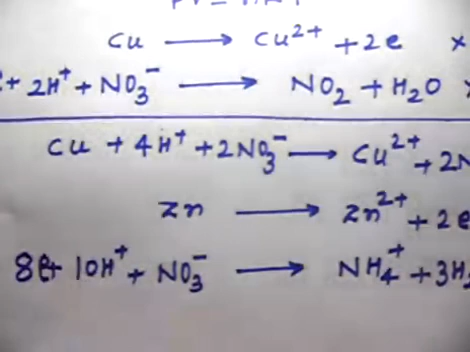 Cu ⟶ Cu²⁺ + 2e ×
+ 2H⁺ + NO₃⁻ ⟶ NO₂ + H₂O
Cu + 4H⁺ + 2NO₃⁻ ⟶ Cu²⁺ + 2N
Zn ⟶ Zn²⁺ + 2e
8e + 10H⁺ + NO₃⁻ ⟶ NH₄⁺ + 3H₂